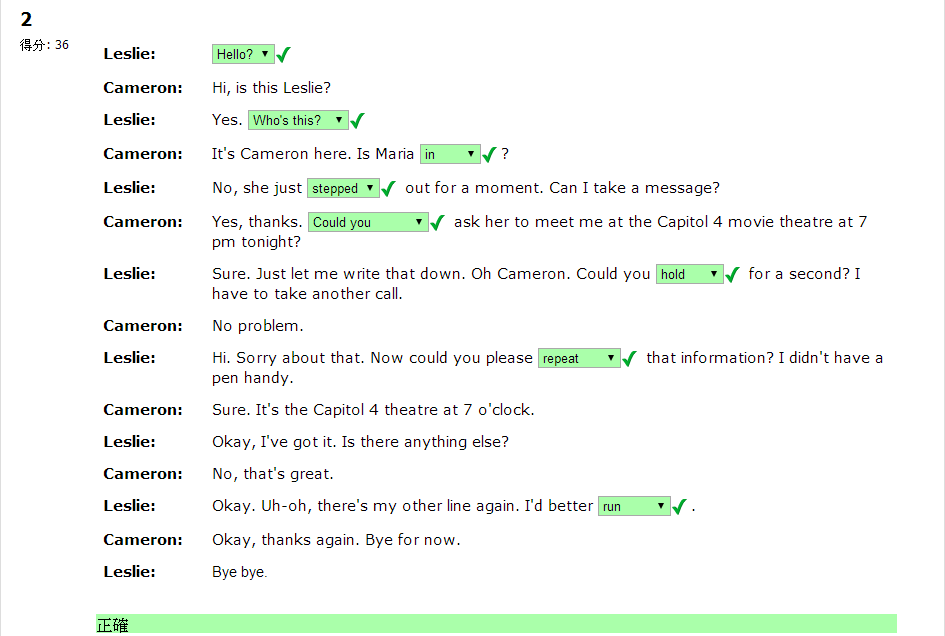 2
得分: 36
Leslie: Hello? ▼ ✓
Cameron: Hi, is this Leslie?
Leslie: Yes. Who's this? ▼ ✓
Cameron: It's Cameron here. Is Maria in ▼ ✓ ?
Leslie: No, she just stepped ▼ ✓ out for a moment. Can I take a message?
Cameron: Yes, thanks. Could you ▼ ✓ ask her to meet me at the Capitol 4 movie theatre at 7
pm tonight?
Leslie: Sure. Just let me write that down. Oh Cameron. Could you hold ▼ ✓ for a second? I
have to take another call.
Cameron: No problem.
Leslie: Hi. Sorry about that. Now could you please repeat ▼ ✓ that information? I didn't have a
pen handy.
Cameron: Sure. It's the Capitol 4 theatre at 7 o'clock.
Leslie: Okay, I've got it. Is there anything else?
Cameron: No, that's great.
Leslie: Okay. Uh-oh, there's my other line again. I'd better run ▼ ✓ .
Cameron: Okay, thanks again. Bye for now.
Leslie: Bye bye.
正確